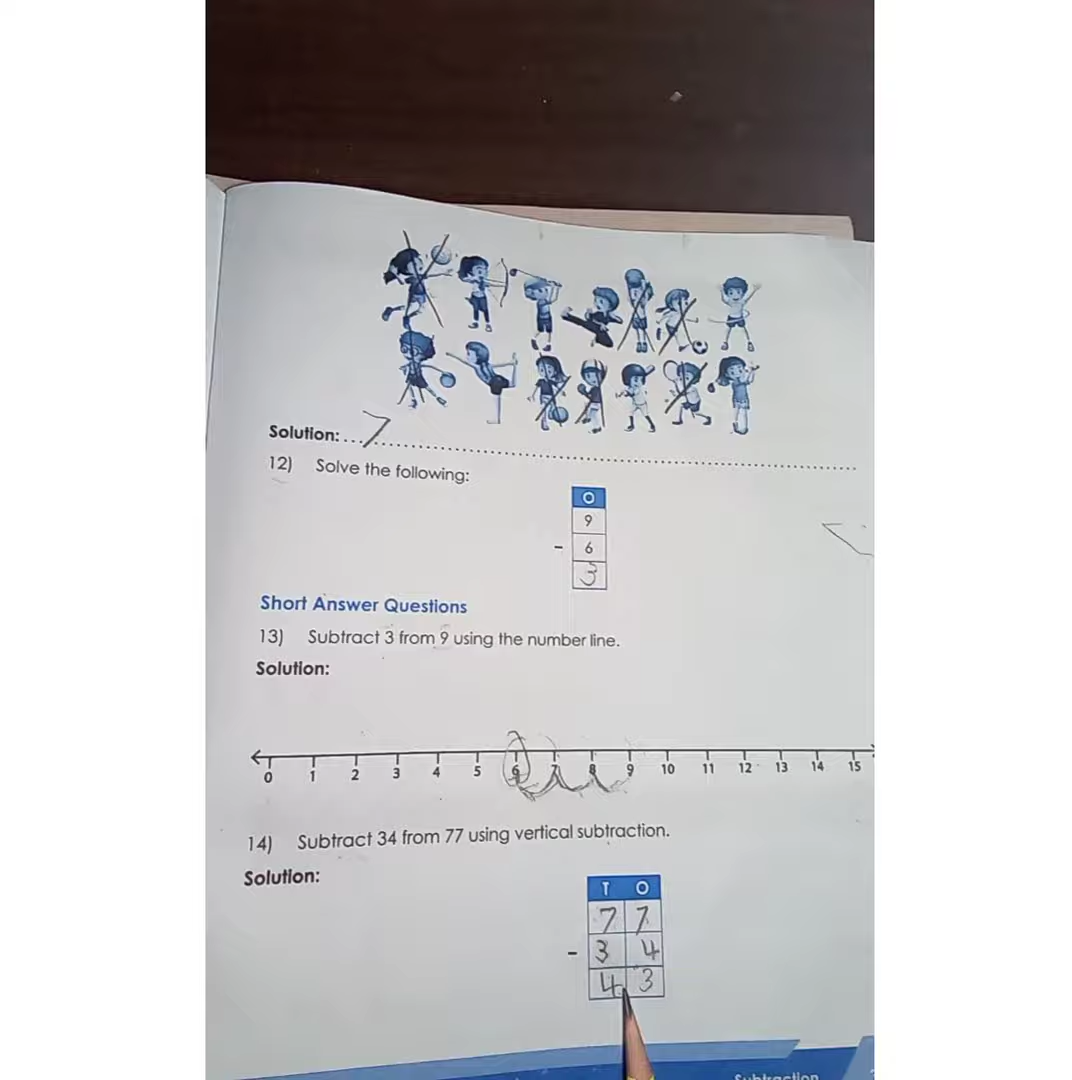 Solution: ... 7
12) Solve the following:
O
9
- 6
3
Short Answer Questions
13) Subtract 3 from 9 using the number line.
Solution:
0 1 2 3 4 5 6 7 8 9 10 11 12 13 14 15
14) Subtract 34 from 77 using vertical subtraction.
Solution:
T O
7 7
- 3 4
4 3
Subtraction